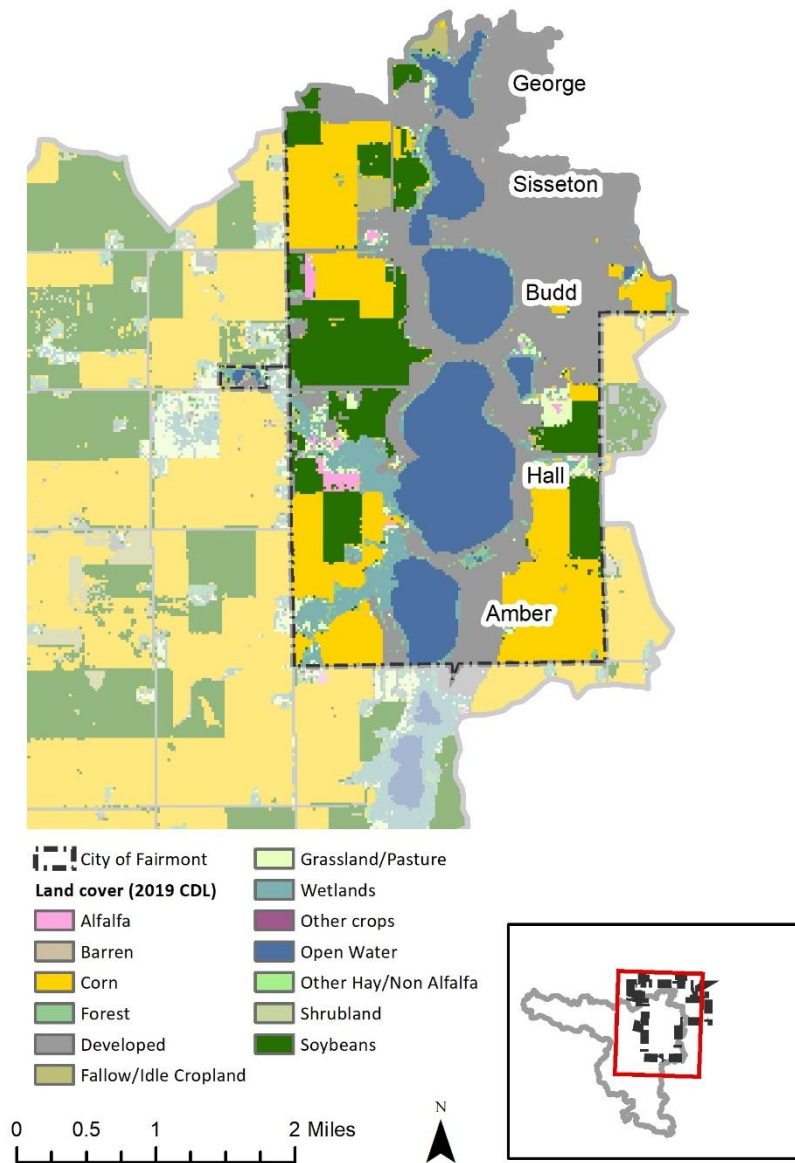 George
Sisseton
Budd
Hall
Amber
City of Fairmont
Land cover (2019 CDL)
Alfalfa
Barren
Corn
Forest
Developed
Fallow/Idle Cropland
Grassland/Pasture
Wetlands
Other crops
Open Water
Other Hay/Non Alfalfa
Shrubland
Soybeans
0 0.5 1 2 Miles
N